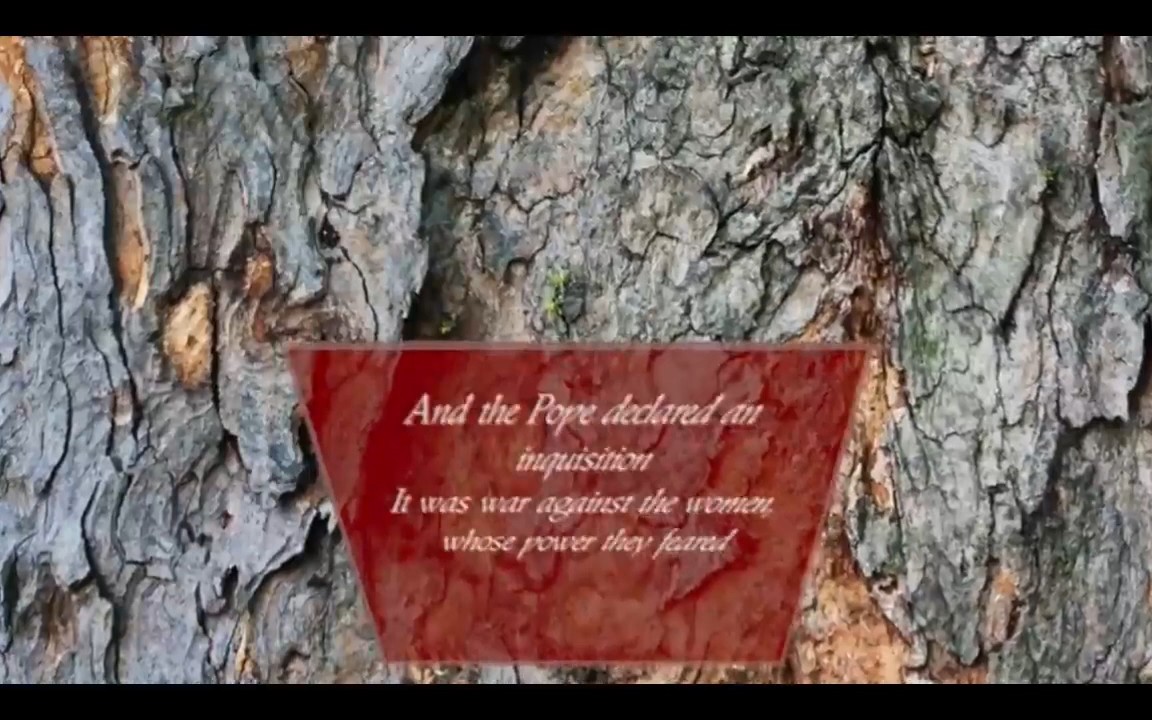 And the Pope declared an
inquisition
It was war against the women,
whose power they feared